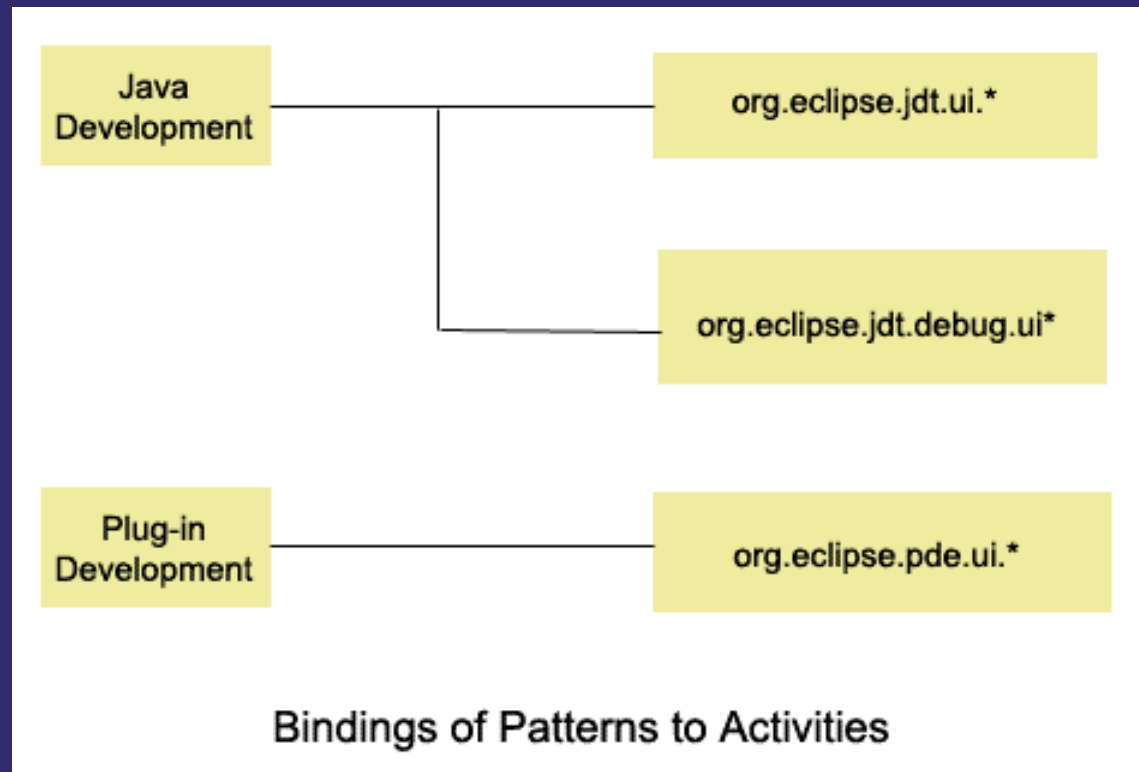 Java
Development
org.eclipse.jdt.ui.*
org.eclipse.jdt.debug.ui*
Plug-in
Development
org.eclipse.pde.ui.*
Bindings of Patterns to Activities